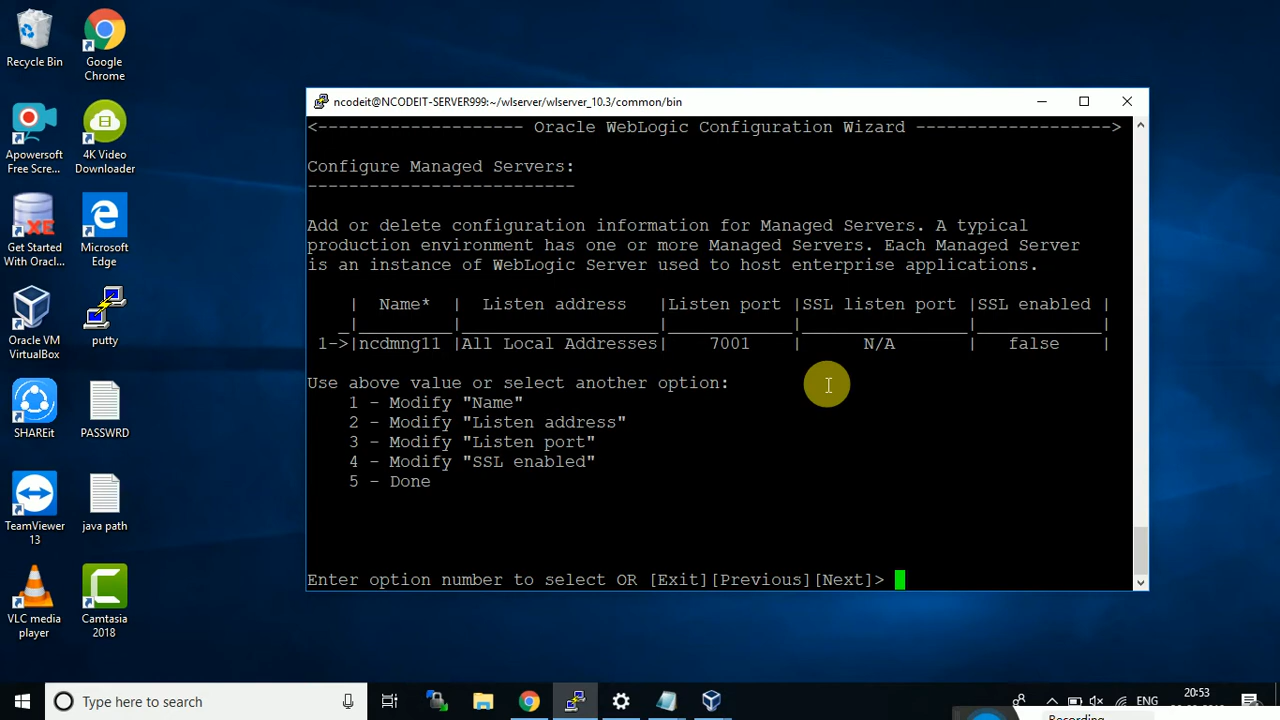 Recycle Bin
Google
Chrome
Apowersoft
Free Scre...
4K Video
Downloader
Get Started
With Oracl...
Microsoft
Edge
Oracle VM
VirtualBox
putty
SHAREit
PASSWRD
TeamViewer
13
java path
VLC media
player
Camtasia
2018
ncodeit@NCODEIT-SERVER999:~/wlserver/wlserver_10.3/common/bin
<-------------------- Oracle WebLogic Configuration Wizard ------------------->
Configure Managed Servers:
--------------------------
Add or delete configuration information for Managed Servers. A typical
production environment has one or more Managed Servers. Each Managed Server
is an instance of WebLogic Server used to host enterprise applications.
| Name* | Listen address |Listen port |SSL listen port |SSL enabled |
_|_________|___________________|____________|________________|____________|
1->|ncdmng11 |All Local Addresses| 7001 | N/A | false |
Use above value or select another option:
1 - Modify "Name"
2 - Modify "Listen address"
3 - Modify "Listen port"
4 - Modify "SSL enabled"
5 - Done
Enter option number to select OR [Exit][Previous][Next]>
Type here to search
ENG
20:53
Recording